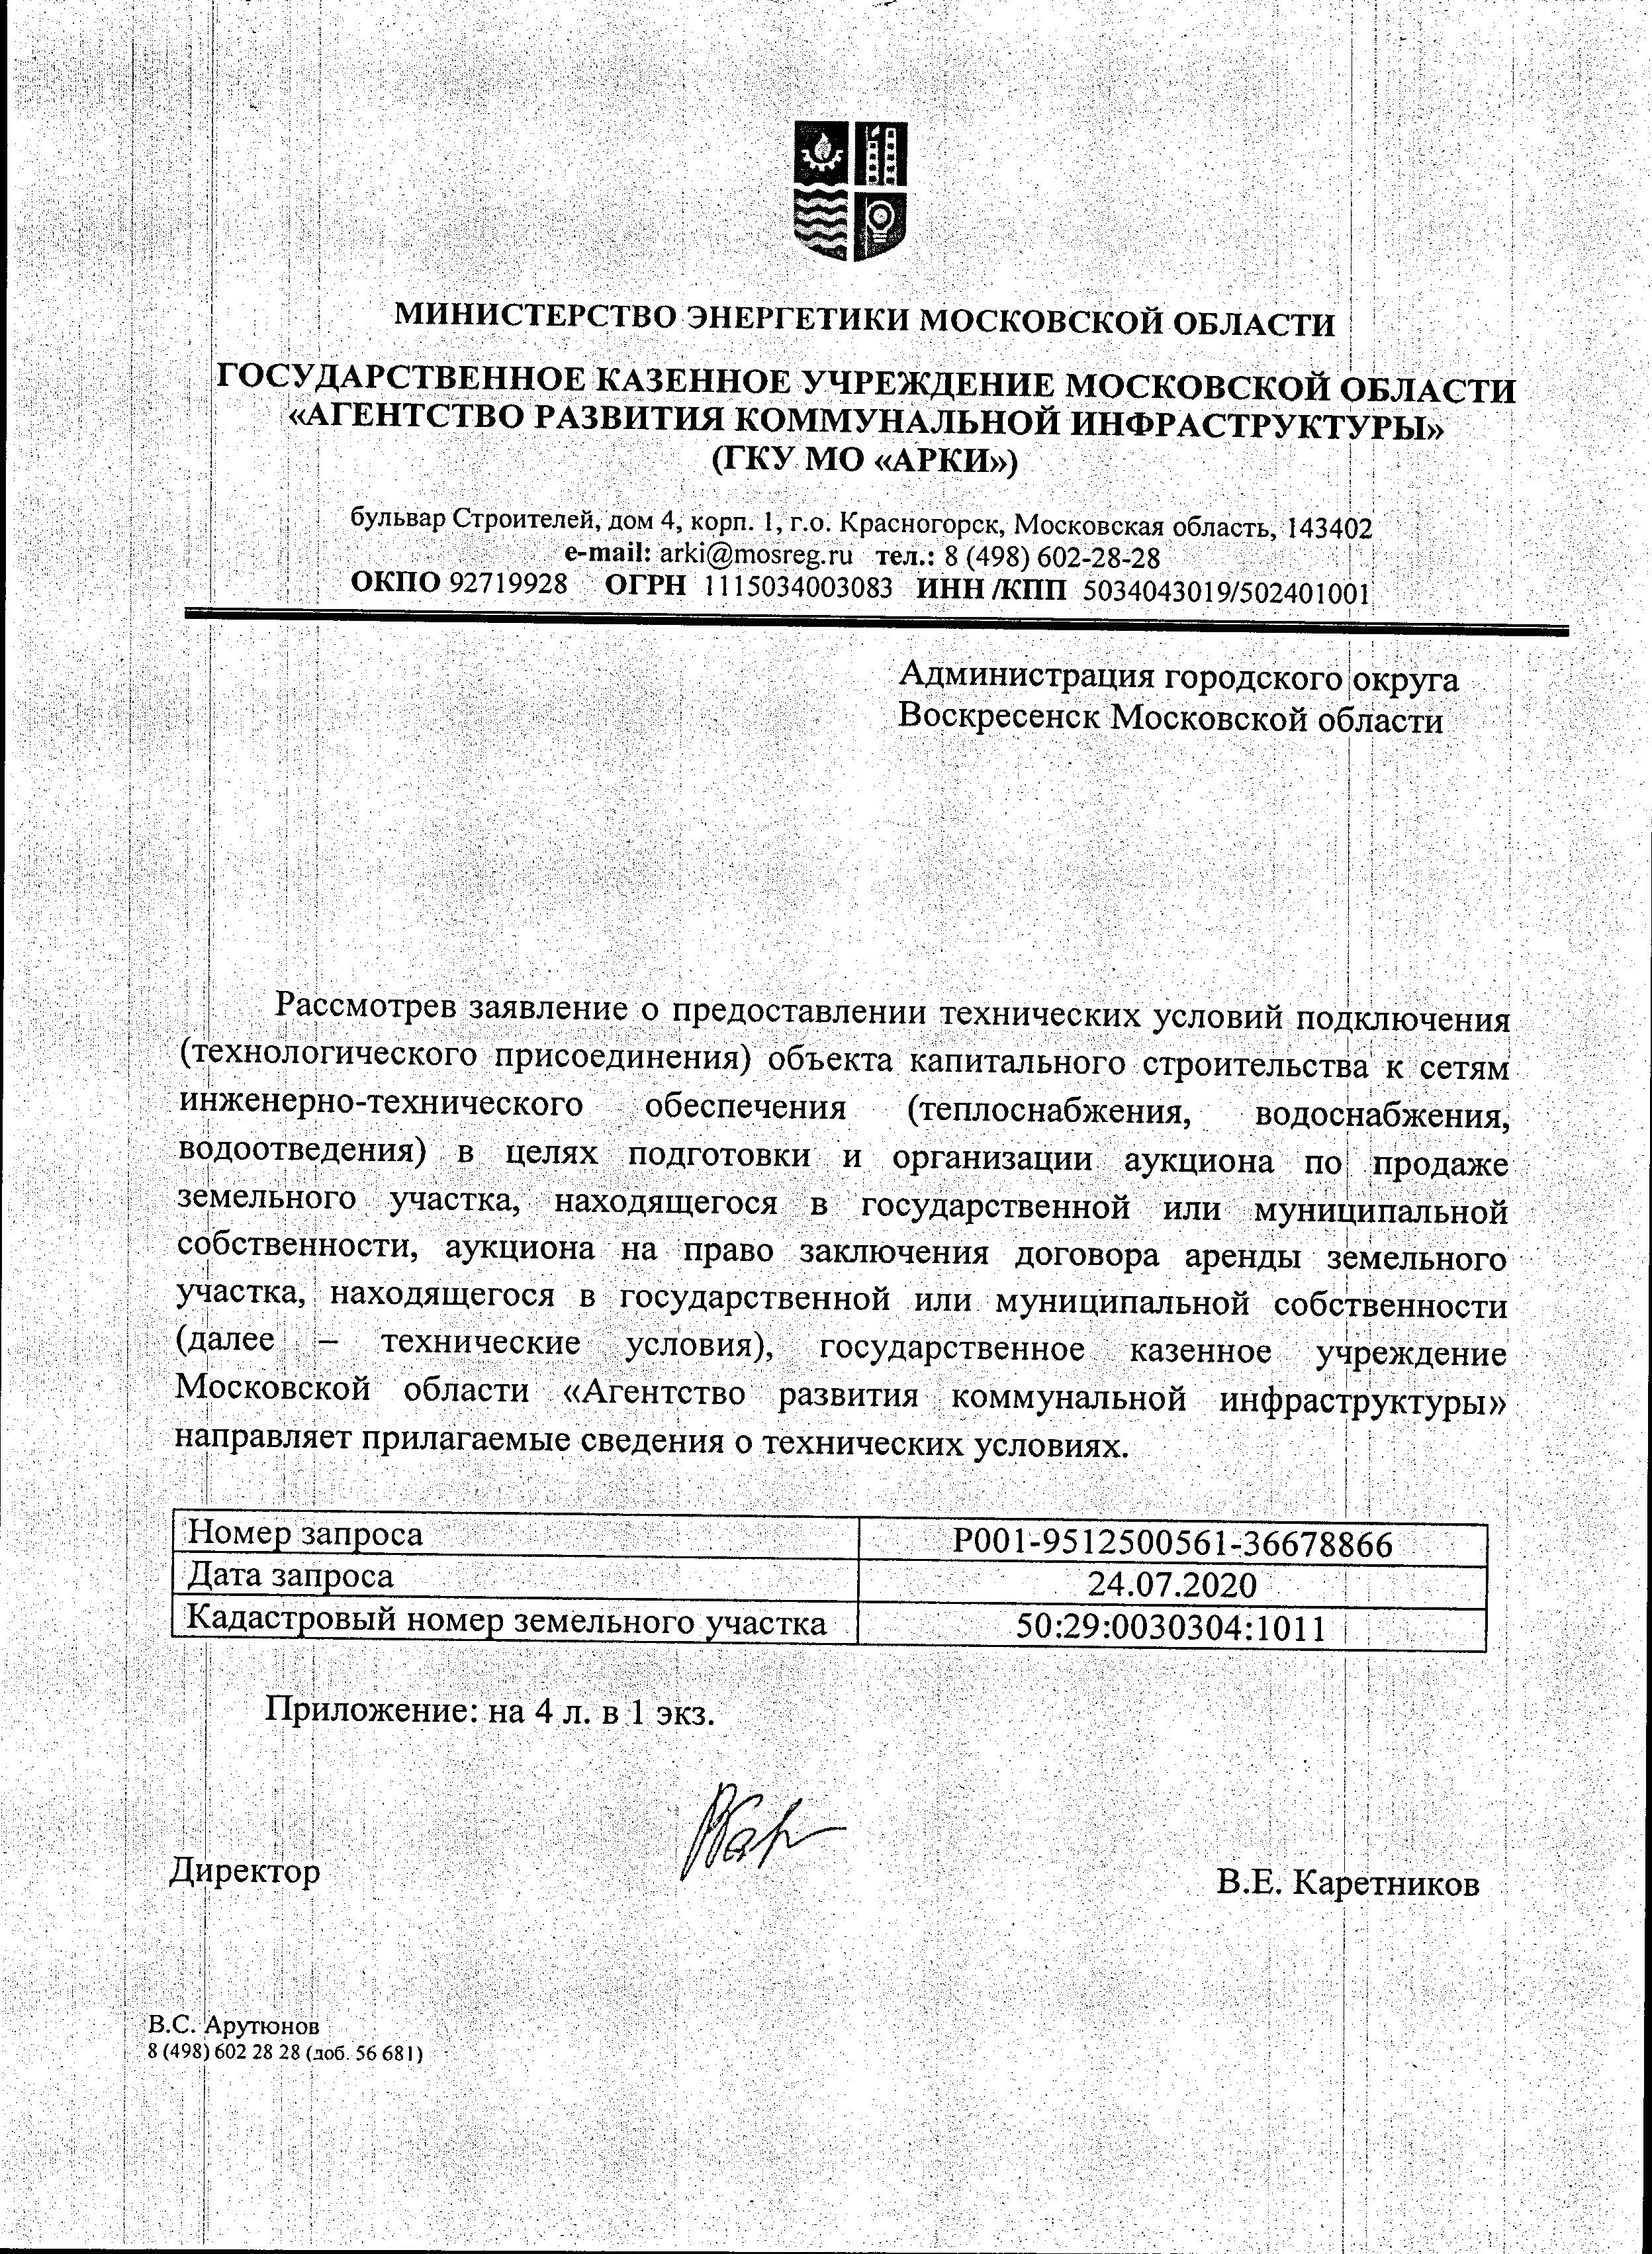 МИНИСТЕРСТВО ЭНЕРГЕТИКИ МОСКОВСКОЙ ОБЛАСТИ
ГОСУДАРСТВЕННОЕ КАЗЕННОЕ УЧРЕЖДЕНИЕ МОСКОВСКОЙ ОБЛАСТИ
«АГЕНТСТВО РАЗВИТИЯ КОММУНАЛЬНОЙ ИНФРАСТРУКТУРЫ»
(ГКУ МО «АРКИ»)
бульвар Строителей, дом 4, корп. 1, г.о. Красногорск, Московская область, 143402
e-mail: arki@mosreg.ru тел.: 8 (498) 602-28-28
ОКПО 92719928 ОГРН 1115034003083 ИНН /КПП 5034043019/502401001
Администрация городского округа
Воскресенск Московской области
Рассмотрев заявление о предоставлении технических условий подключения
(технологического присоединения) объекта капитального строительства к сетям
инженерно-технического обеспечения (теплоснабжения, водоснабжения,
водоотведения) в целях подготовки и организации аукциона по продаже
земельного участка, находящегося в государственной или муниципальной
собственности, аукциона на право заключения договора аренды земельного
участка, находящегося в государственной или муниципальной собственности
(далее – технические условия), государственное казенное учреждение
Московской области «Агентство развития коммунальной инфраструктуры»
направляет прилагаемые сведения о технических условиях.
Номер запроса P001-9512500561-36678866
Дата запроса 24.07.2020
Кадастровый номер земельного участка 50:29:0030304:1011
Приложение: на 4 л. в 1 экз.
Директор В.Е. Каретников
В.С. Арутюнов
8 (498) 602 28 28 (доб. 56 681)